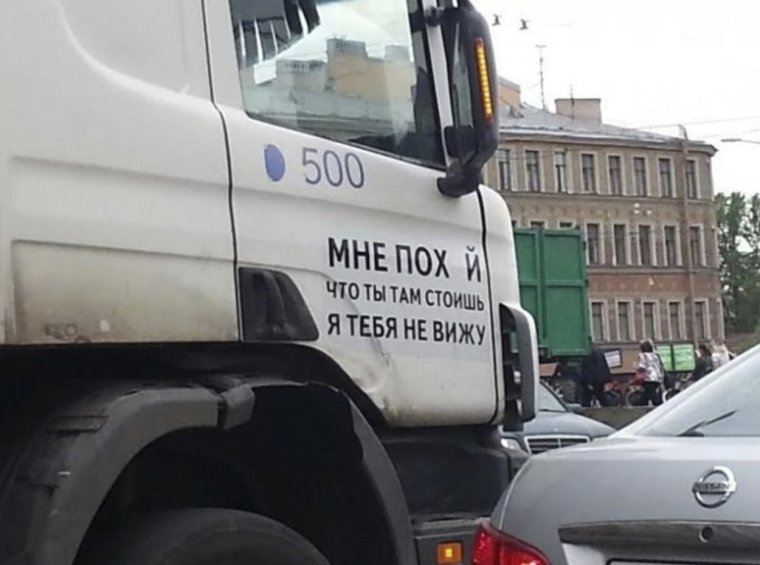 500
МНЕ ПОХ Й
ЧТО ТЫ ТАМ СТОИШЬ
Я ТЕБЯ НЕ ВИЖУ
NISSAN